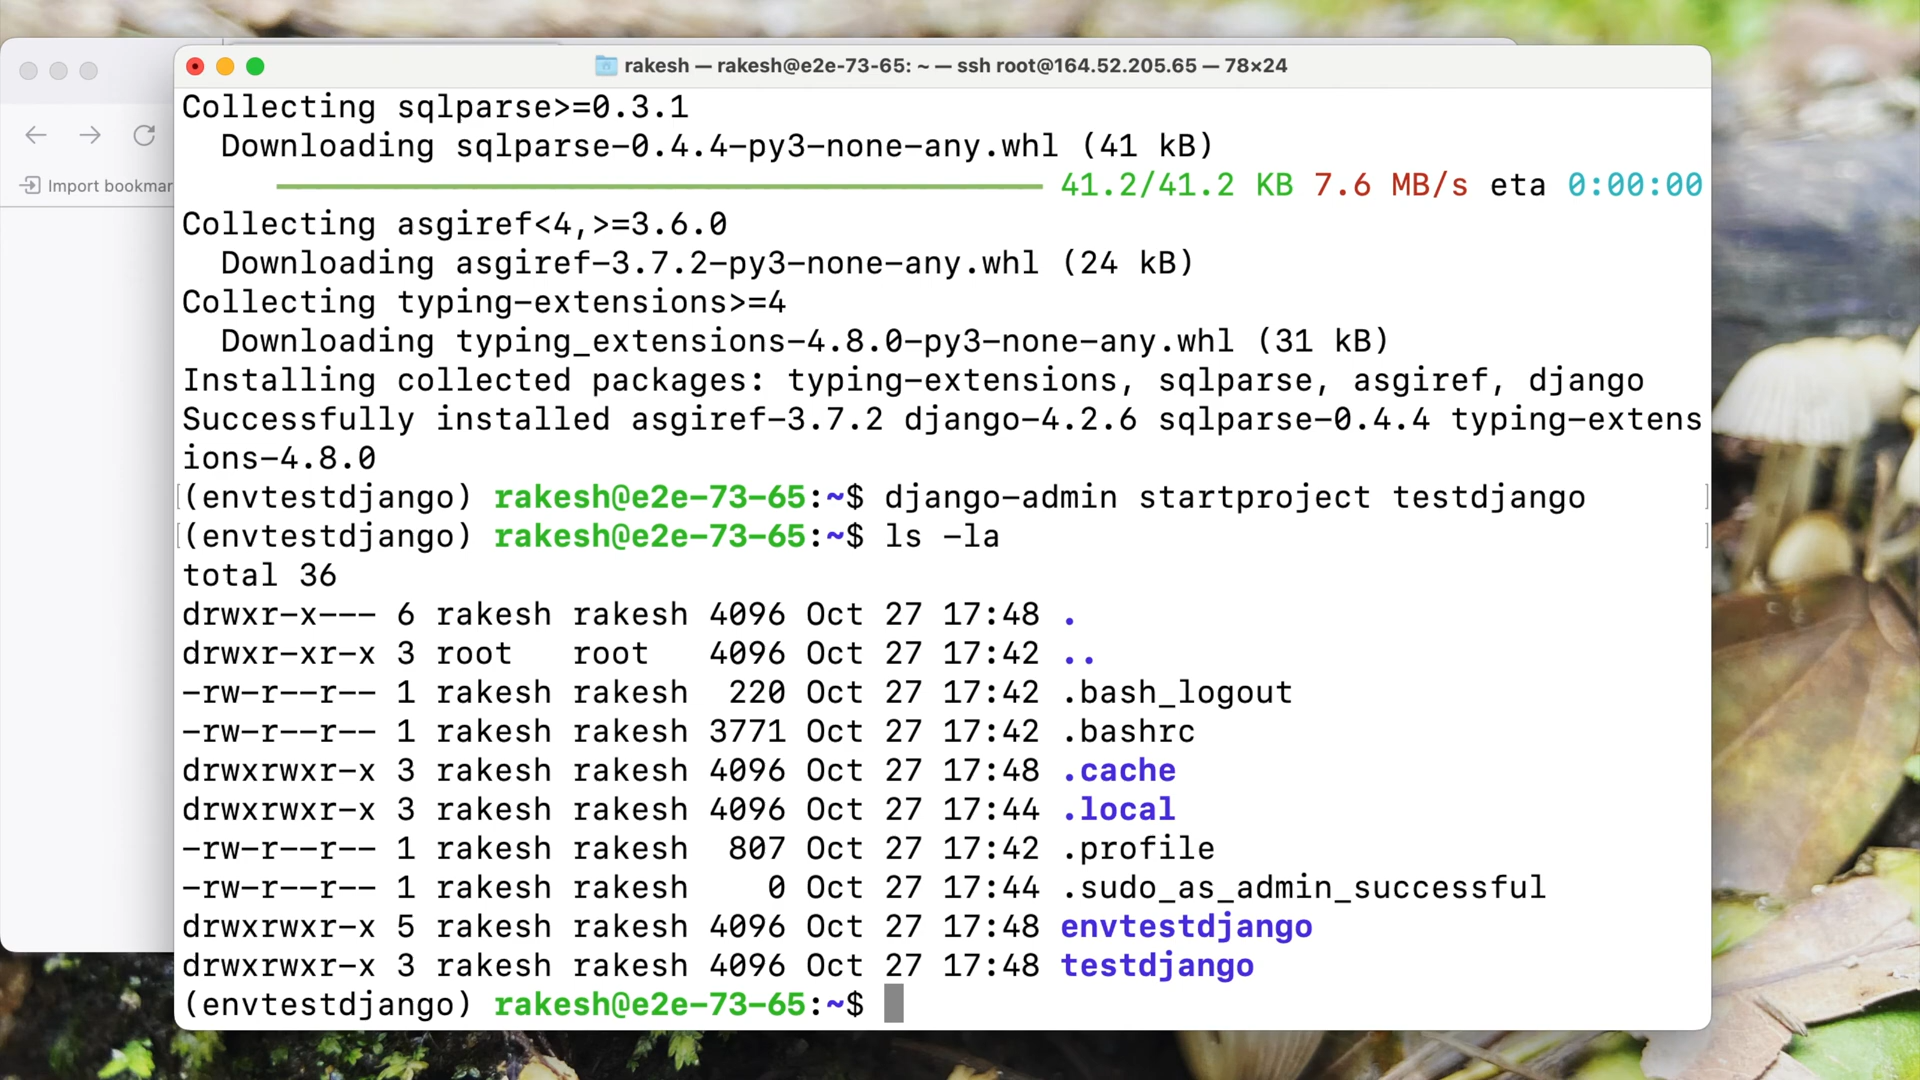 rakesh — rakesh@e2e-73-65: ~ — ssh root@164.52.205.65 — 78×24
Import bookmar
Collecting sqlparse>=0.3.1
  Downloading sqlparse-0.4.4-py3-none-any.whl (41 kB)
41.2/41.2 KB 7.6 MB/s eta 0:00:00
Collecting asgiref<4,>=3.6.0
  Downloading asgiref-3.7.2-py3-none-any.whl (24 kB)
Collecting typing-extensions>=4
  Downloading typing_extensions-4.8.0-py3-none-any.whl (31 kB)
Installing collected packages: typing-extensions, sqlparse, asgiref, django
Successfully installed asgiref-3.7.2 django-4.2.6 sqlparse-0.4.4 typing-extens
ions-4.8.0
[(envtestdjango) rakesh@e2e-73-65:~$ django-admin startproject testdjango ]
[(envtestdjango) rakesh@e2e-73-65:~$ ls -la ]
total 36
drwxr-x--- 6 rakesh rakesh 4096 Oct 27 17:48 .
drwxr-xr-x 3 root   root   4096 Oct 27 17:42 ..
-rw-r--r-- 1 rakesh rakesh  220 Oct 27 17:42 .bash_logout
-rw-r--r-- 1 rakesh rakesh 3771 Oct 27 17:42 .bashrc
drwxrwxr-x 3 rakesh rakesh 4096 Oct 27 17:48 .cache
drwxrwxr-x 3 rakesh rakesh 4096 Oct 27 17:44 .local
-rw-r--r-- 1 rakesh rakesh  807 Oct 27 17:42 .profile
-rw-r--r-- 1 rakesh rakesh    0 Oct 27 17:44 .sudo_as_admin_successful
drwxrwxr-x 5 rakesh rakesh 4096 Oct 27 17:48 envtestdjango
drwxrwxr-x 3 rakesh rakesh 4096 Oct 27 17:48 testdjango
(envtestdjango) rakesh@e2e-73-65:~$